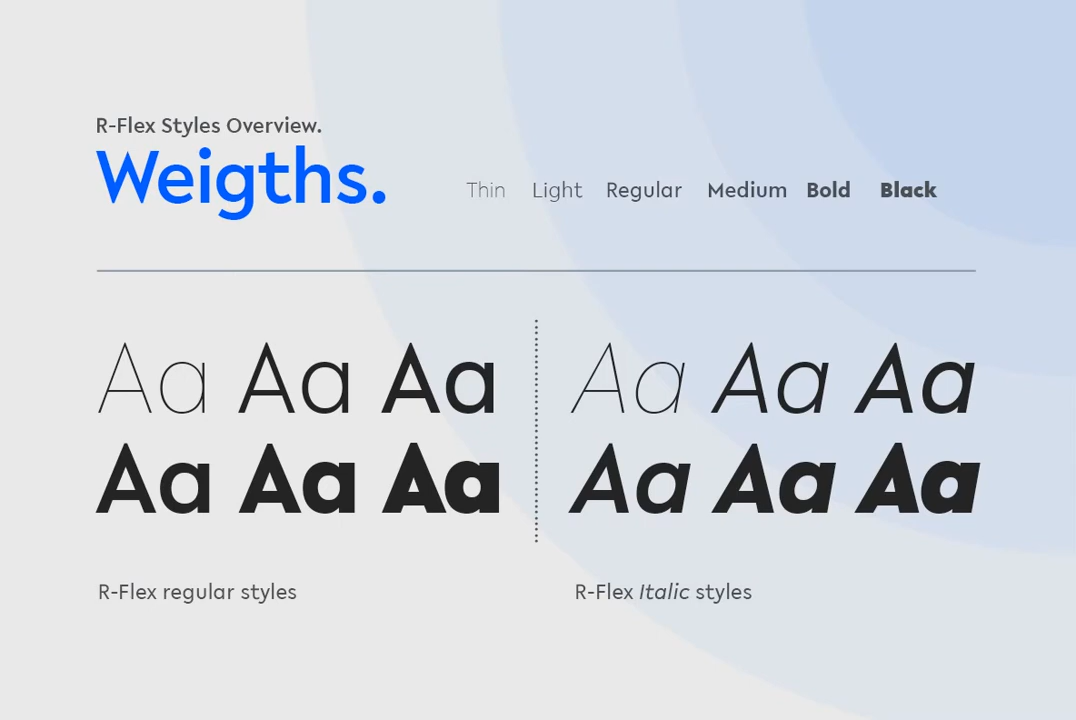 R-Flex Styles Overview.
Weigths.
Thin Light Regular Medium Bold Black
Aa Aa Aa Aa Aa Aa
Aa Aa Aa Aa Aa Aa
R-Flex regular styles
R-Flex Italic styles